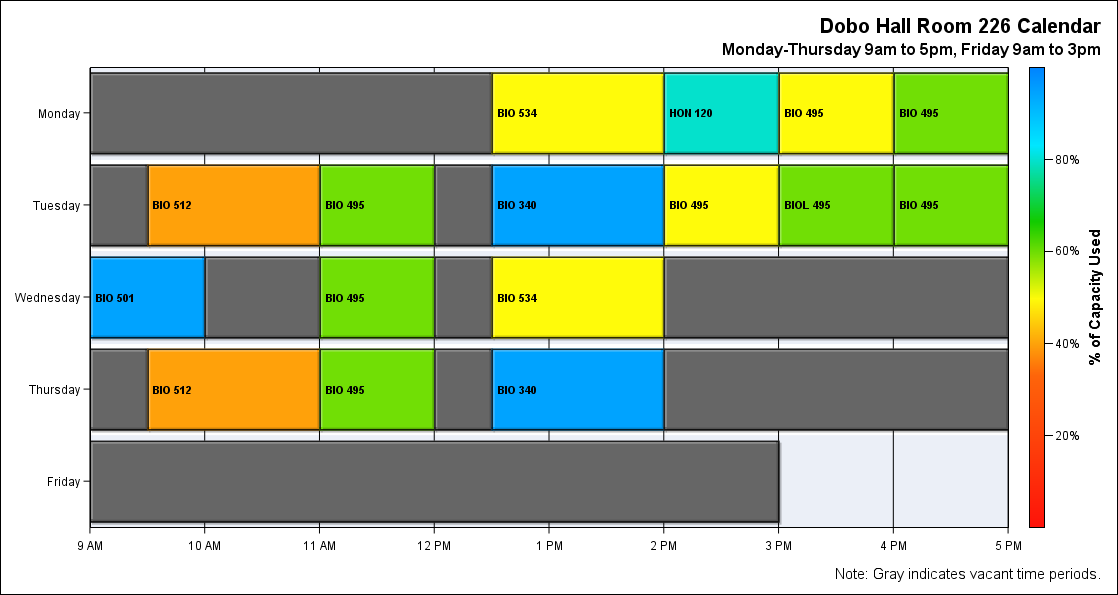 Dobo Hall Room 226 Calendar
Monday-Thursday 9am to 5pm, Friday 9am to 3pm
Monday
BIO 534
HON 120
BIO 495
BIO 495
Tuesday
BIO 512
BIO 495
BIO 340
BIO 495
BIOL 495
BIO 495
Wednesday
BIO 501
BIO 495
BIO 534
Thursday
BIO 512
BIO 495
BIO 340
Friday
9 AM
10 AM
11 AM
12 PM
1 PM
2 PM
3 PM
4 PM
5 PM
80%
60%
40%
20%
% of Capacity Used
Note: Gray indicates vacant time periods.